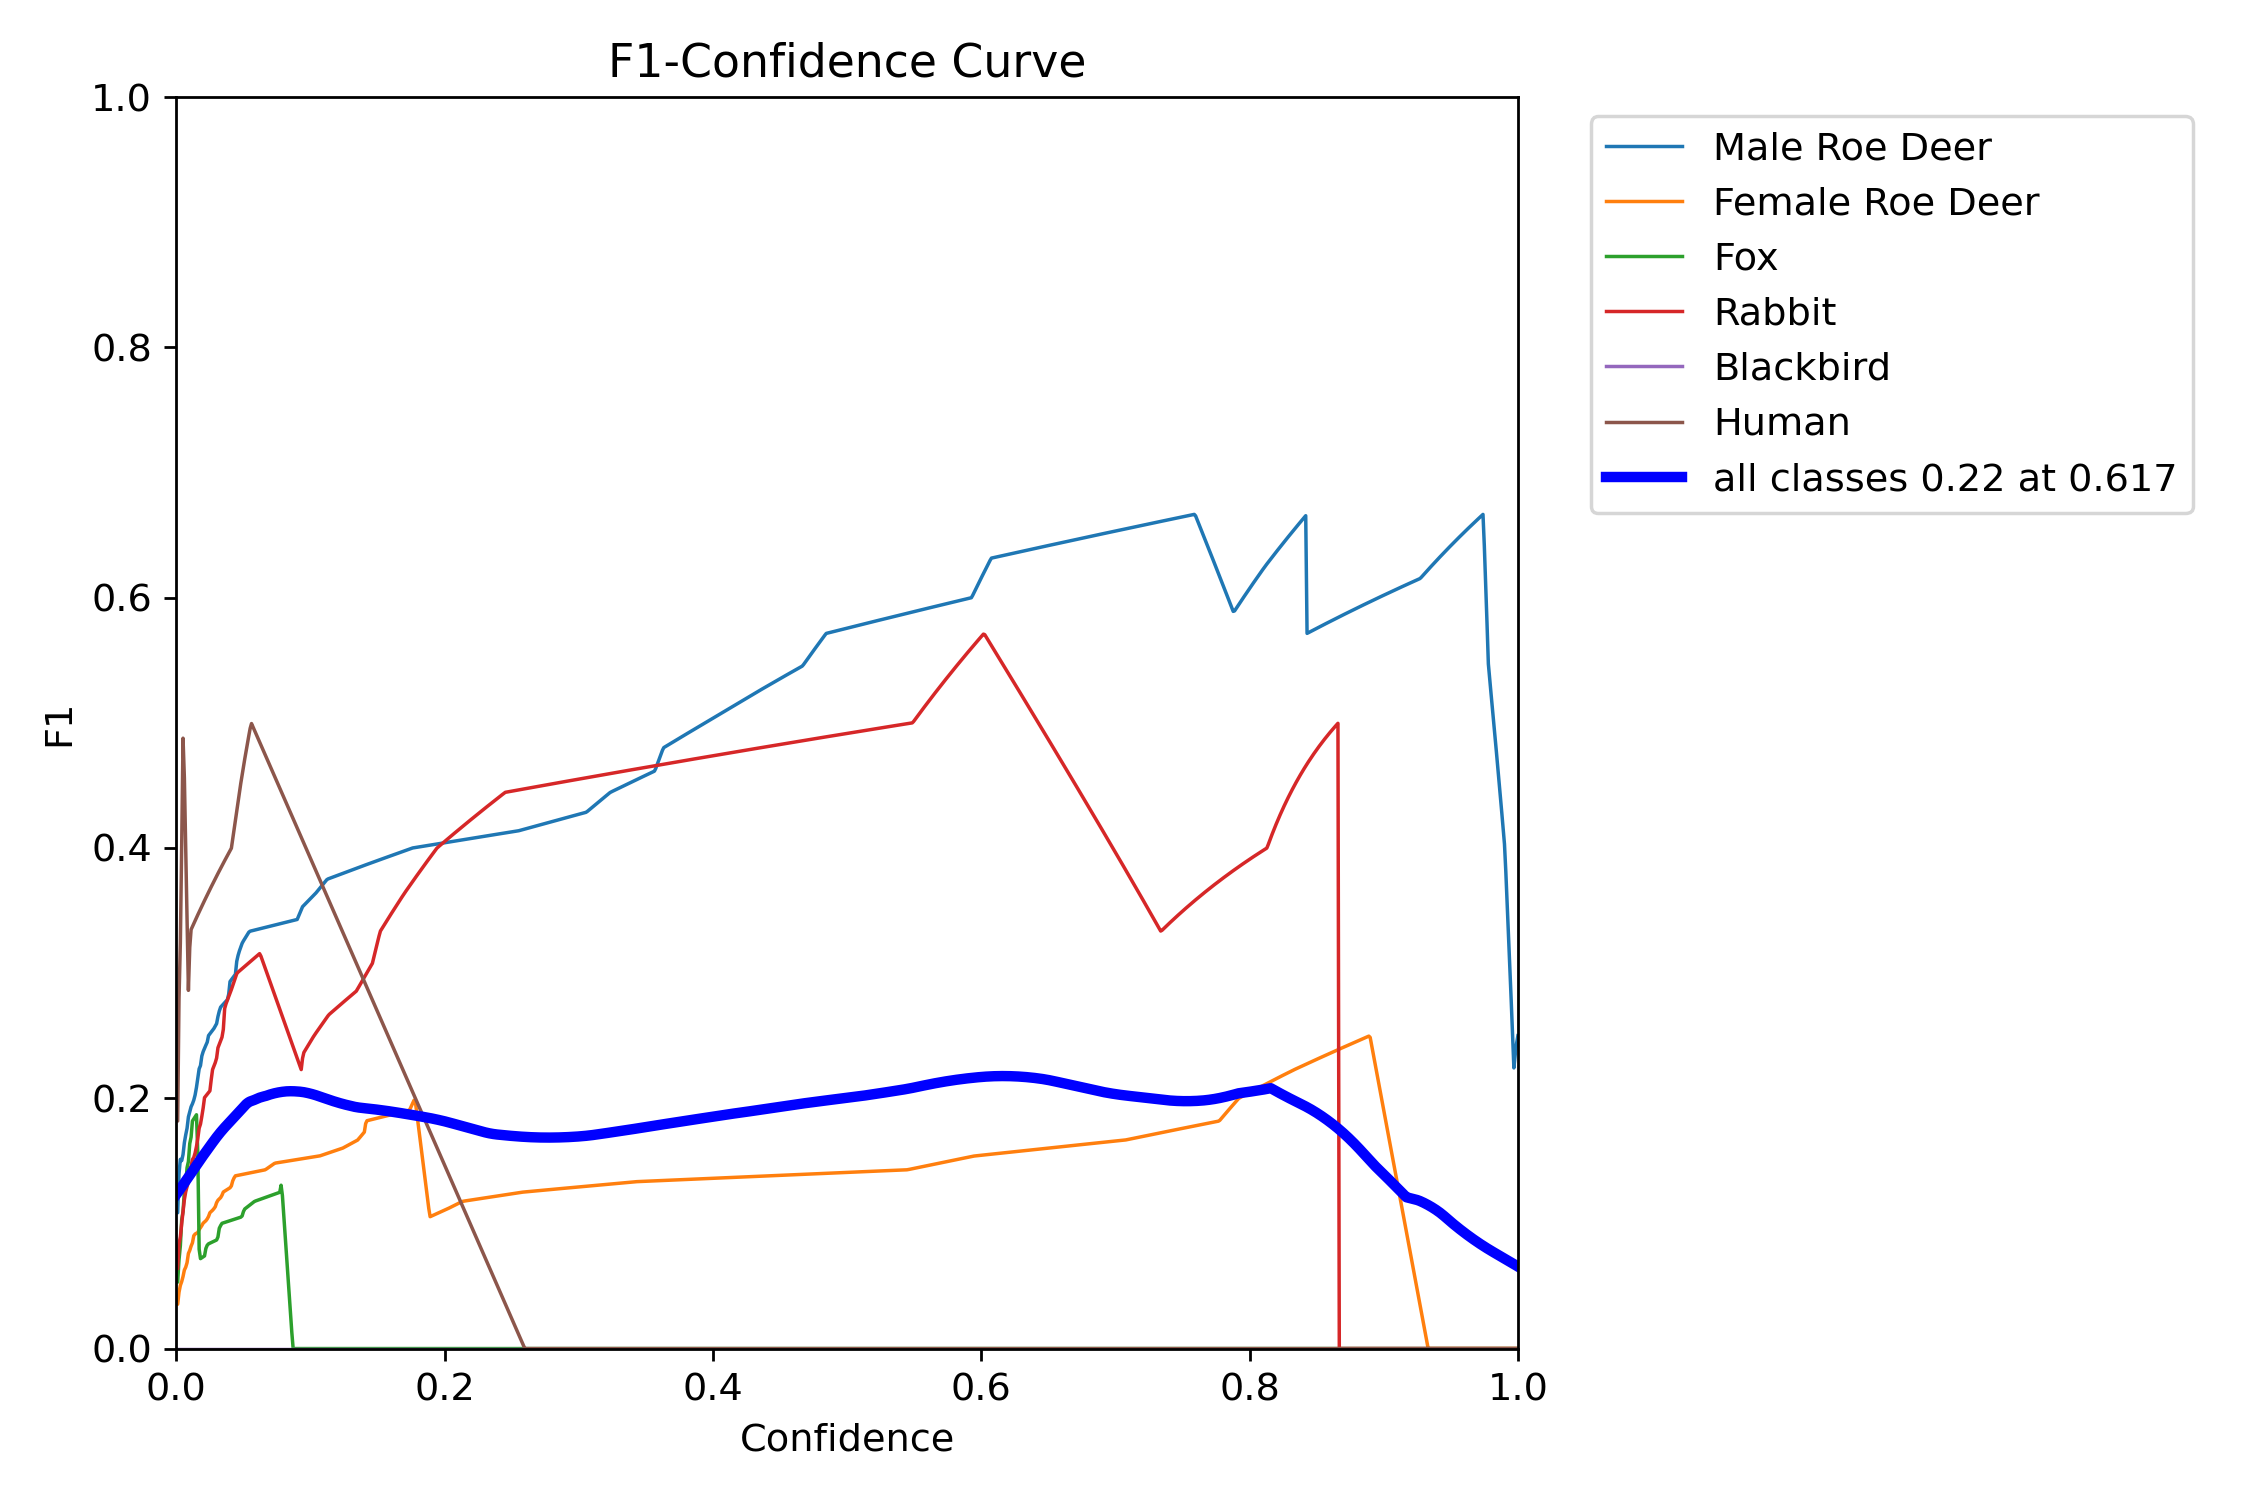 F1-Confidence Curve
1.0
0.8
0.6
0.4
0.2
0.0
F1
0.0 0.2 0.4 0.6 0.8 1.0
Confidence
Male Roe Deer
Female Roe Deer
Fox
Rabbit
Blackbird
Human
all classes 0.22 at 0.617